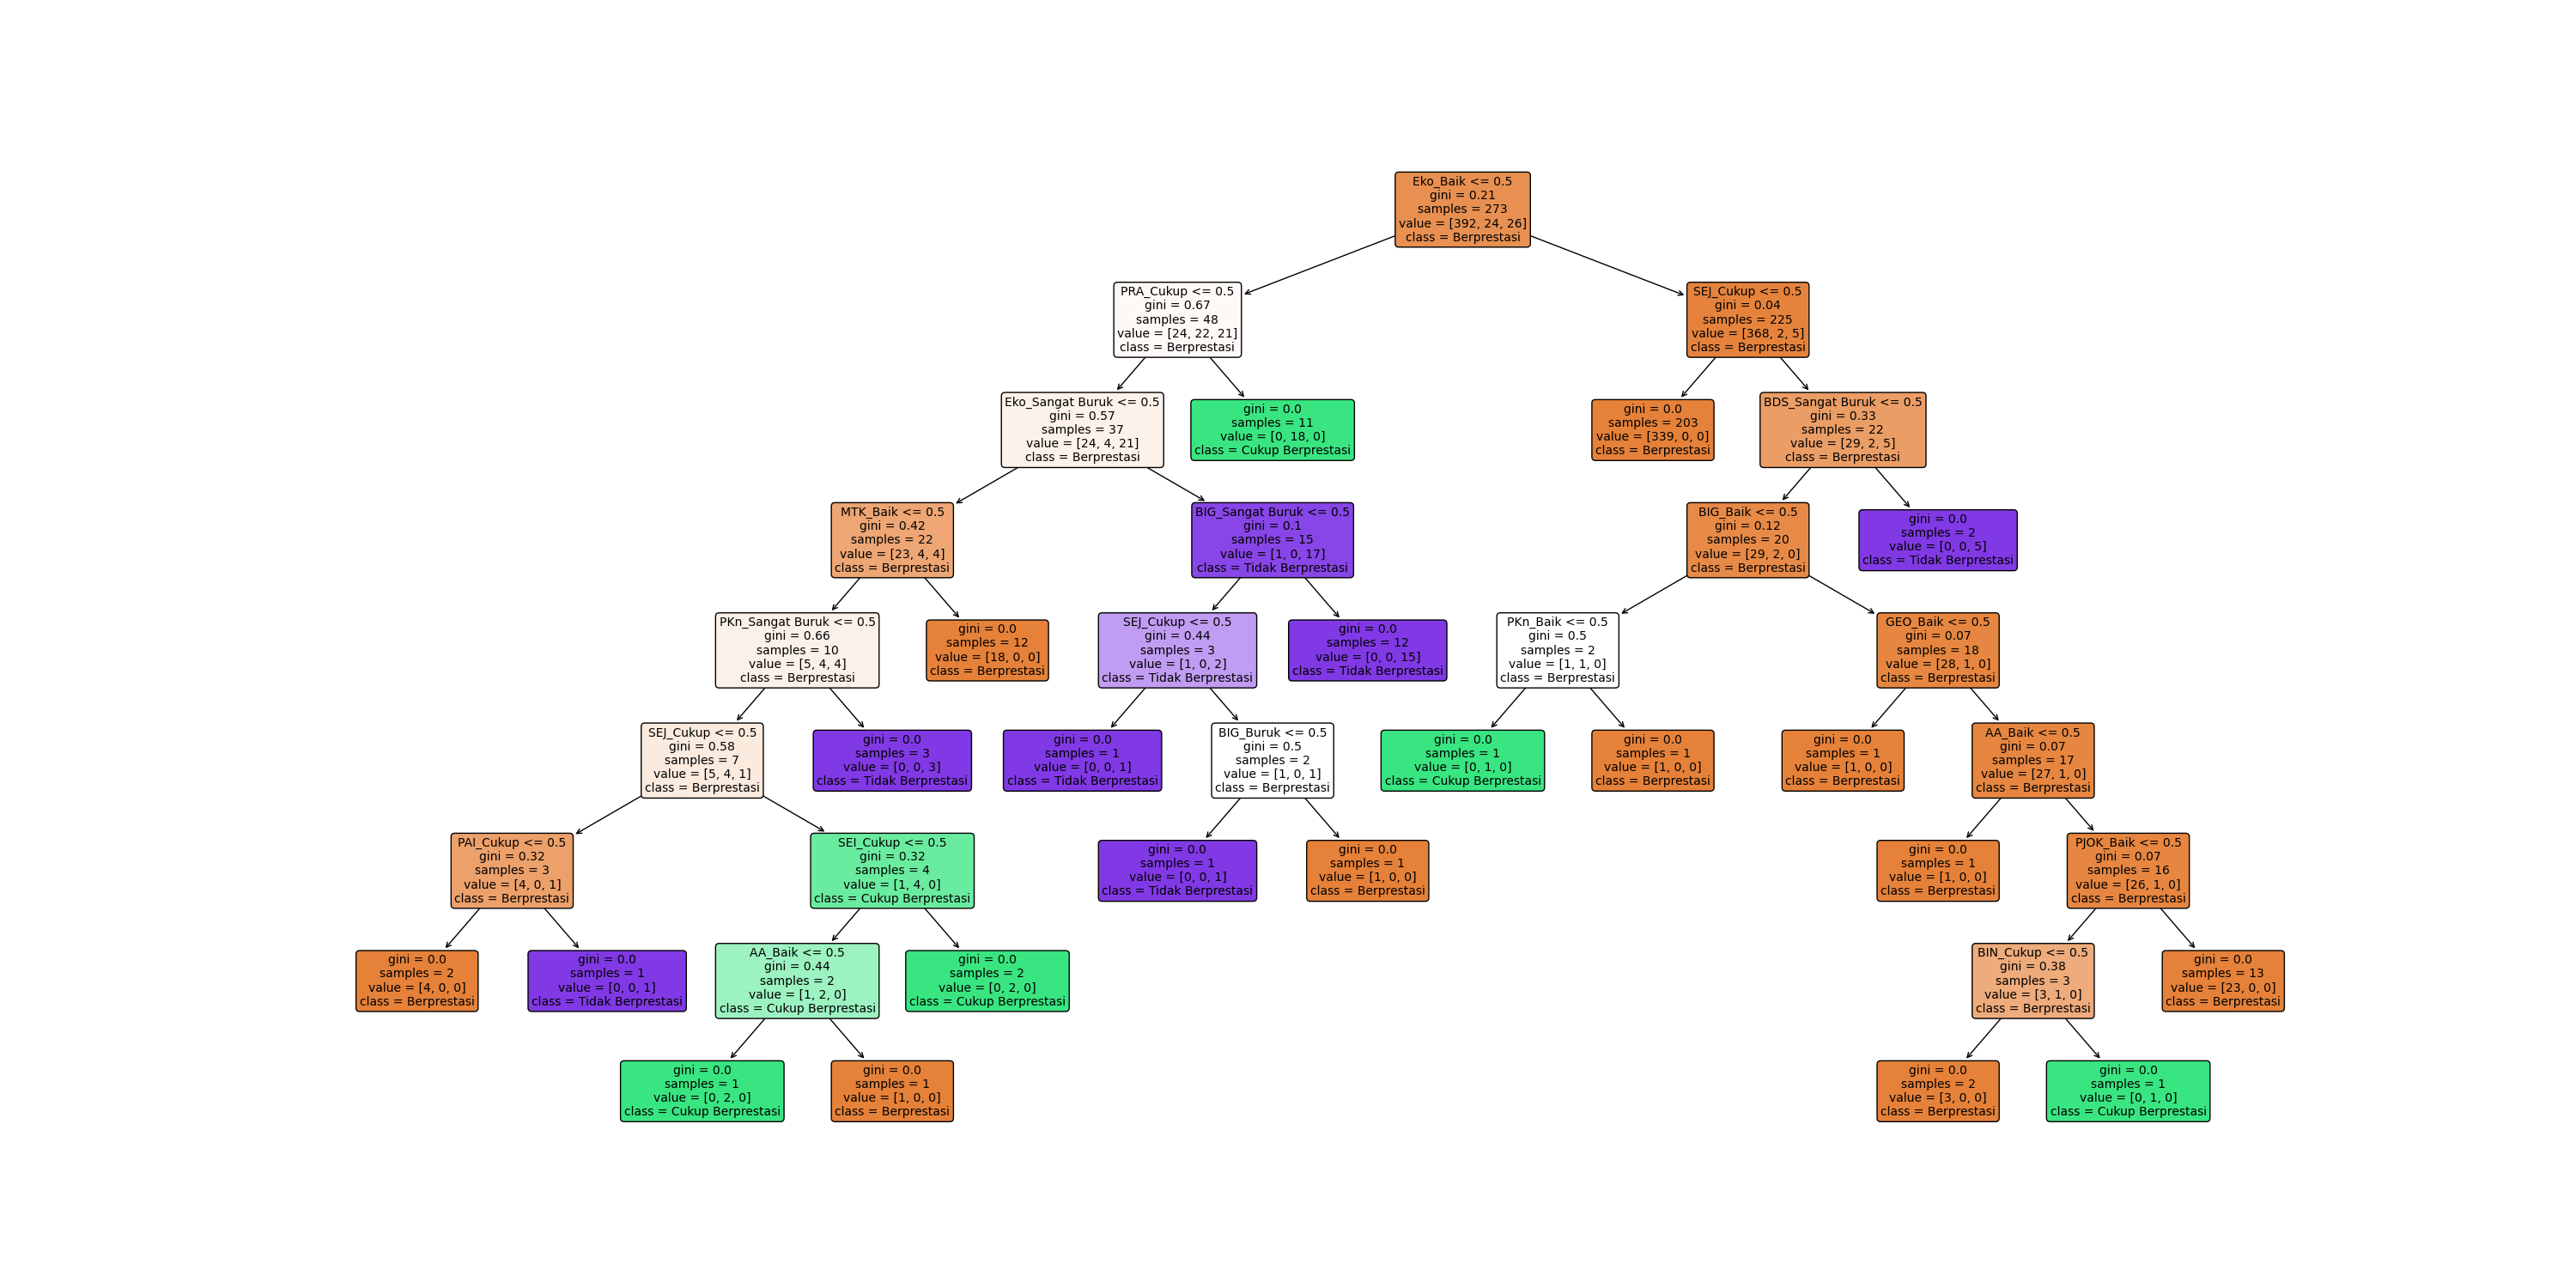 Eko_Baik <= 0.5
gini = 0.21
samples = 273
value = [392, 24, 26]
class = Berprestasi
PRA_Cukup <= 0.5
gini = 0.67
samples = 48
value = [24, 22, 21]
class = Berprestasi
SEJ_Cukup <= 0.5
gini = 0.04
samples = 225
value = [368, 2, 5]
class = Berprestasi
Eko_Sangat Buruk <= 0.5
gini = 0.57
samples = 37
value = [24, 4, 21]
class = Berprestasi
gini = 0.0
samples = 11
value = [0, 18, 0]
class = Cukup Berprestasi
gini = 0.0
samples = 203
value = [339, 0, 0]
class = Berprestasi
BDS_Sangat Buruk <= 0.5
gini = 0.33
samples = 22
value = [29, 2, 5]
class = Berprestasi
MTK_Baik <= 0.5
gini = 0.42
samples = 22
value = [23, 4, 4]
class = Berprestasi
BIG_Sangat Buruk <= 0.5
gini = 0.1
samples = 15
value = [1, 0, 17]
class = Tidak Berprestasi
BIG_Baik <= 0.5
gini = 0.12
samples = 20
value = [29, 2, 0]
class = Berprestasi
gini = 0.0
samples = 2
value = [0, 0, 5]
class = Tidak Berprestasi
PKn_Sangat Buruk <= 0.5
gini = 0.66
samples = 10
value = [5, 4, 4]
class = Berprestasi
gini = 0.0
samples = 12
value = [18, 0, 0]
class = Berprestasi
SEJ_Cukup <= 0.5
gini = 0.44
samples = 3
value = [1, 0, 2]
class = Tidak Berprestasi
gini = 0.0
samples = 12
value = [0, 0, 15]
class = Tidak Berprestasi
PKn_Baik <= 0.5
gini = 0.5
samples = 2
value = [1, 1, 0]
class = Berprestasi
GEO_Baik <= 0.5
gini = 0.07
samples = 18
value = [28, 1, 0]
class = Berprestasi
SEJ_Cukup <= 0.5
gini = 0.58
samples = 7
value = [5, 4, 1]
class = Berprestasi
gini = 0.0
samples = 3
value = [0, 0, 3]
class = Tidak Berprestasi
gini = 0.0
samples = 1
value = [0, 0, 1]
class = Tidak Berprestasi
BIG_Buruk <= 0.5
gini = 0.5
samples = 2
value = [1, 0, 1]
class = Berprestasi
gini = 0.0
samples = 1
value = [0, 1, 0]
class = Cukup Berprestasi
gini = 0.0
samples = 1
value = [1, 0, 0]
class = Berprestasi
gini = 0.0
samples = 1
value = [1, 0, 0]
class = Berprestasi
AA_Baik <= 0.5
gini = 0.07
samples = 17
value = [27, 1, 0]
class = Berprestasi
PAI_Cukup <= 0.5
gini = 0.32
samples = 3
value = [4, 0, 1]
class = Berprestasi
SEI_Cukup <= 0.5
gini = 0.32
samples = 4
value = [1, 4, 0]
class = Cukup Berprestasi
gini = 0.0
samples = 1
value = [0, 0, 1]
class = Tidak Berprestasi
gini = 0.0
samples = 1
value = [1, 0, 0]
class = Berprestasi
gini = 0.0
samples = 1
value = [1, 0, 0]
class = Berprestasi
PJOK_Baik <= 0.5
gini = 0.07
samples = 16
value = [26, 1, 0]
class = Berprestasi
gini = 0.0
samples = 2
value = [4, 0, 0]
class = Berprestasi
gini = 0.0
samples = 1
value = [0, 0, 1]
class = Tidak Berprestasi
AA_Baik <= 0.5
gini = 0.44
samples = 2
value = [1, 2, 0]
class = Cukup Berprestasi
gini = 0.0
samples = 2
value = [0, 2, 0]
class = Cukup Berprestasi
BIN_Cukup <= 0.5
gini = 0.38
samples = 3
value = [3, 1, 0]
class = Berprestasi
gini = 0.0
samples = 13
value = [23, 0, 0]
class = Berprestasi
gini = 0.0
samples = 1
value = [0, 2, 0]
class = Cukup Berprestasi
gini = 0.0
samples = 1
value = [1, 0, 0]
class = Berprestasi
gini = 0.0
samples = 2
value = [3, 0, 0]
class = Berprestasi
gini = 0.0
samples = 1
value = [0, 1, 0]
class = Cukup Berprestasi